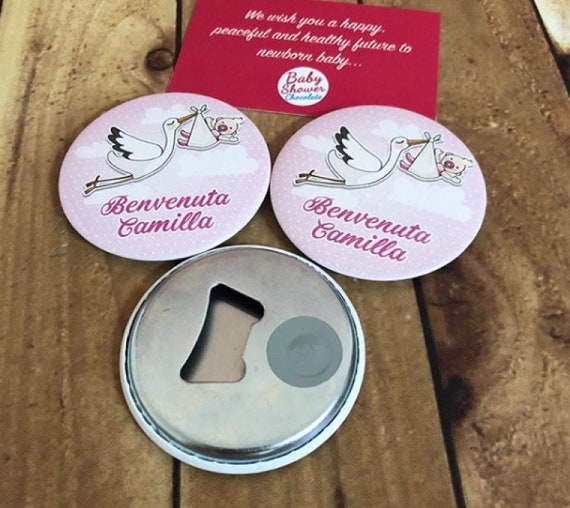 We wish you a happy,
peaceful and healthy future to
newborn baby...
Baby
Shower
Chocolate
Benvenuta
Camilla
Benvenuta
Camilla